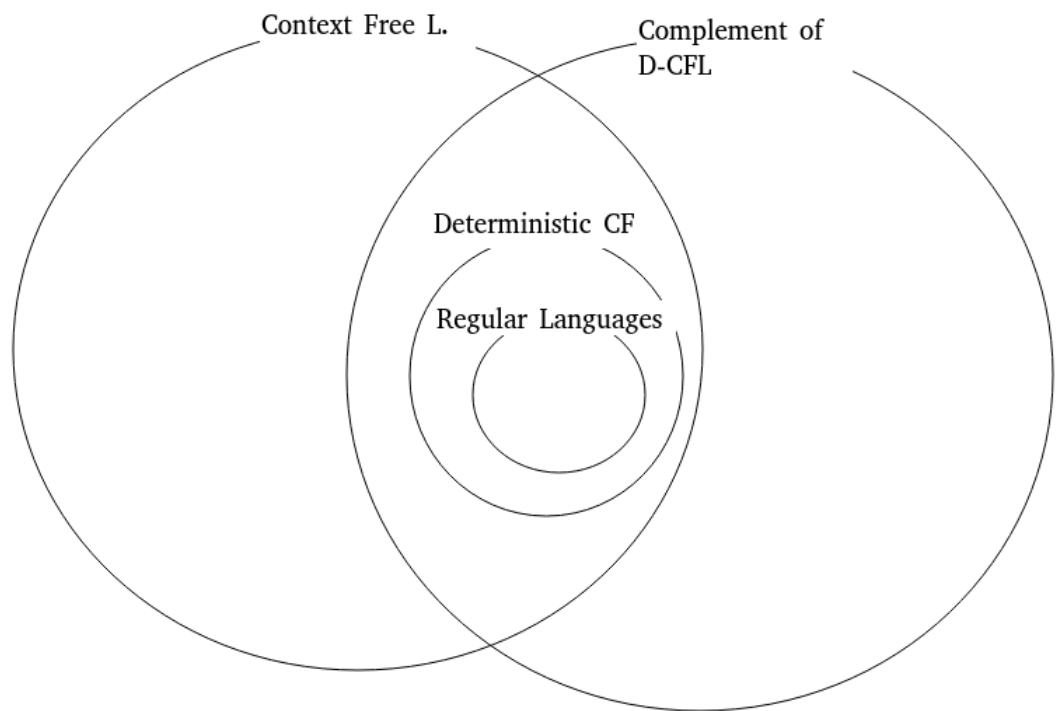 Context Free L.
Complement of
D-CFL
Deterministic CF
Regular Languages